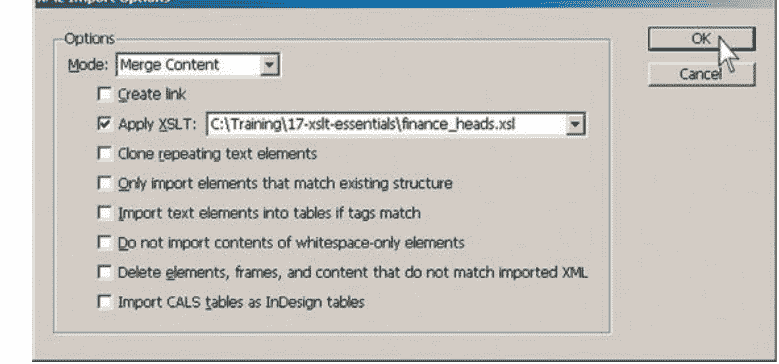 XML Import Options
Options
OK
Mode: Merge Content
Cancel
Create link
Apply XSLT: C:\Training\17-xslt-essentials\finance_heads.xsl
Clone repeating text elements
Only import elements that match existing structure
Import text elements into tables if tags match
Do not import contents of whitespace-only elements
Delete elements, frames, and content that do not match imported XML
Import CALS tables as InDesign tables